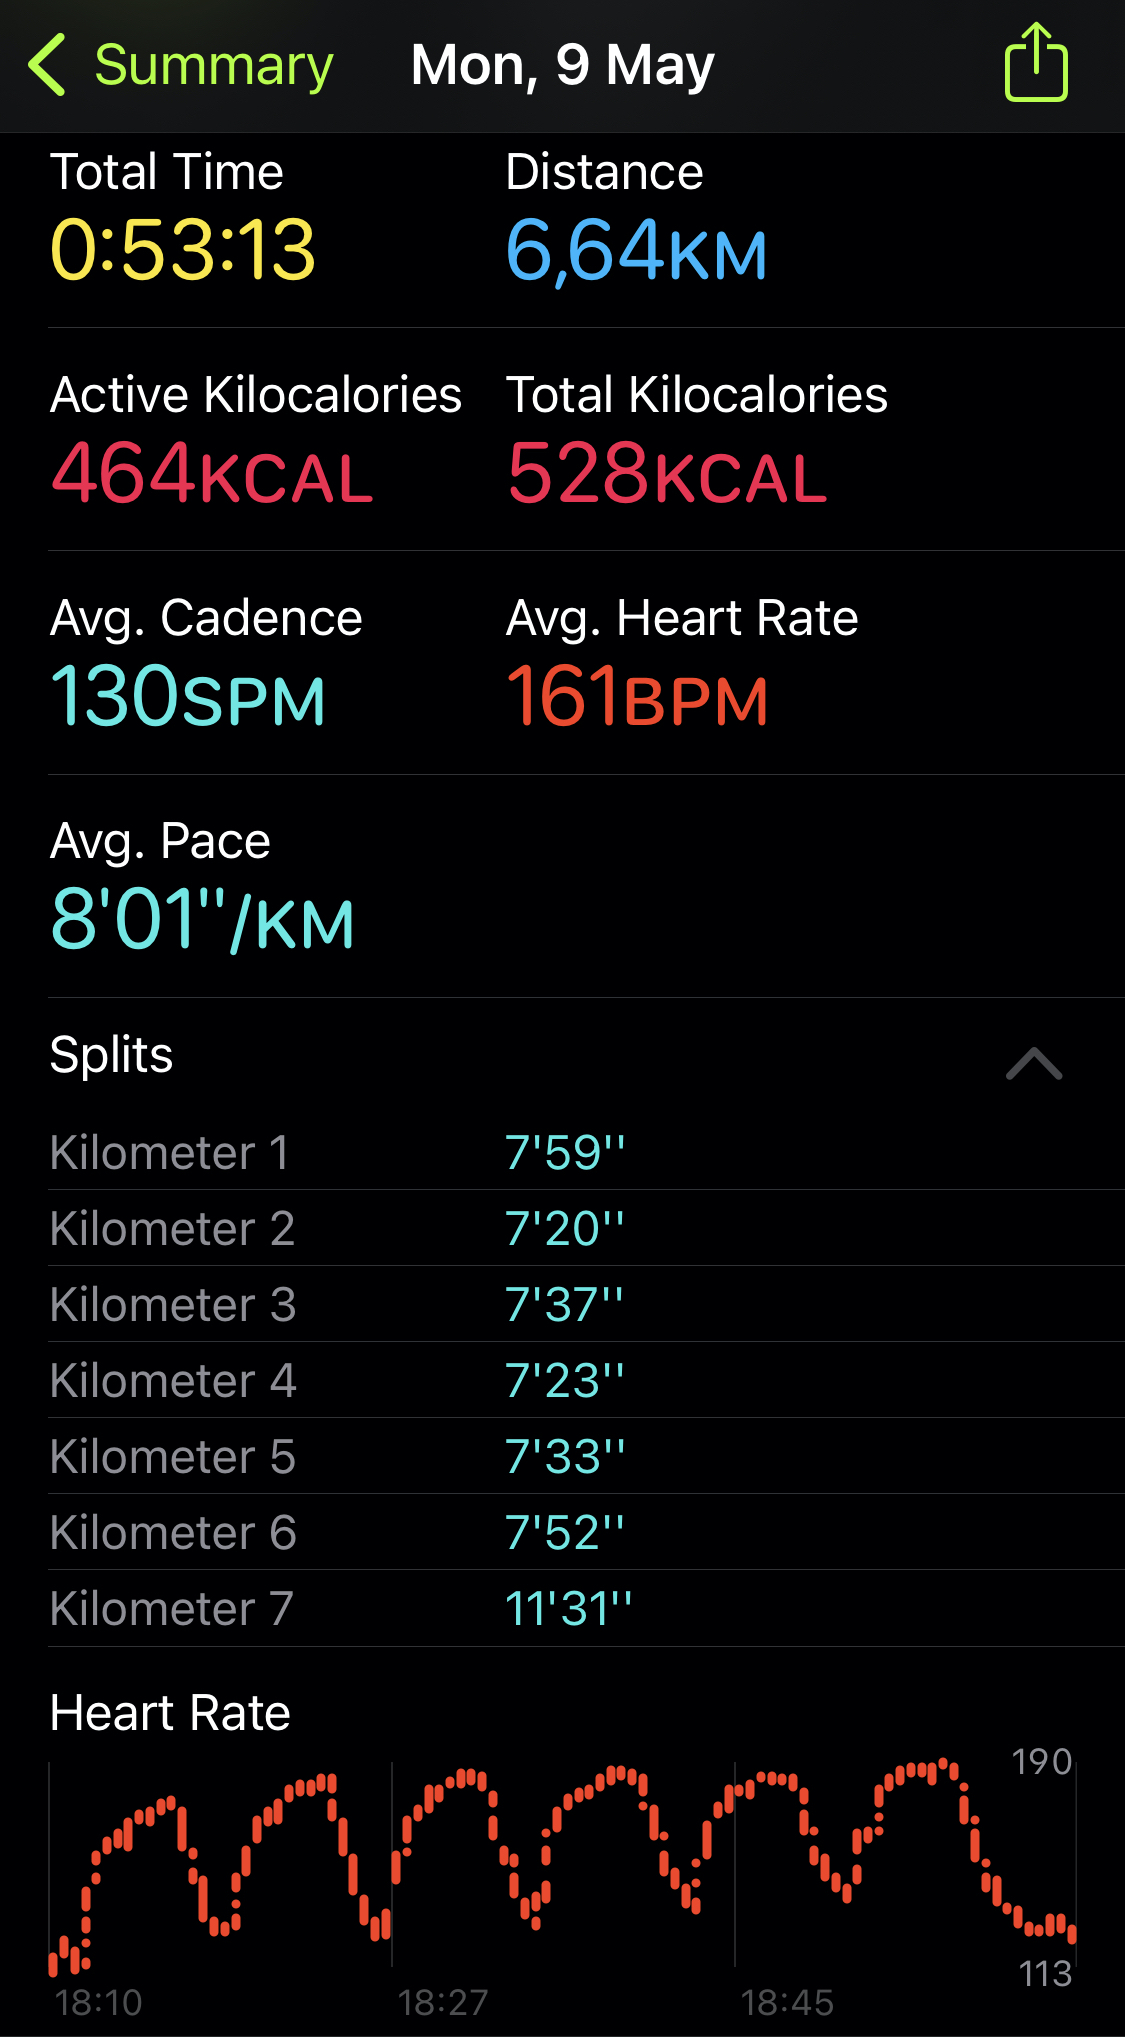 Summary Mon, 9 May
Total Time Distance
0:53:13 6,64KM
Active Kilocalories Total Kilocalories
464KCAL 528KCAL
Avg. Cadence Avg. Heart Rate
130SPM 161BPM
Avg. Pace
8'01''/KM
Splits
Kilometer 1 7'59''
Kilometer 2 7'20''
Kilometer 3 7'37''
Kilometer 4 7'23''
Kilometer 5 7'33''
Kilometer 6 7'52''
Kilometer 7 11'31''
Heart Rate
190
113
18:10 18:27 18:45